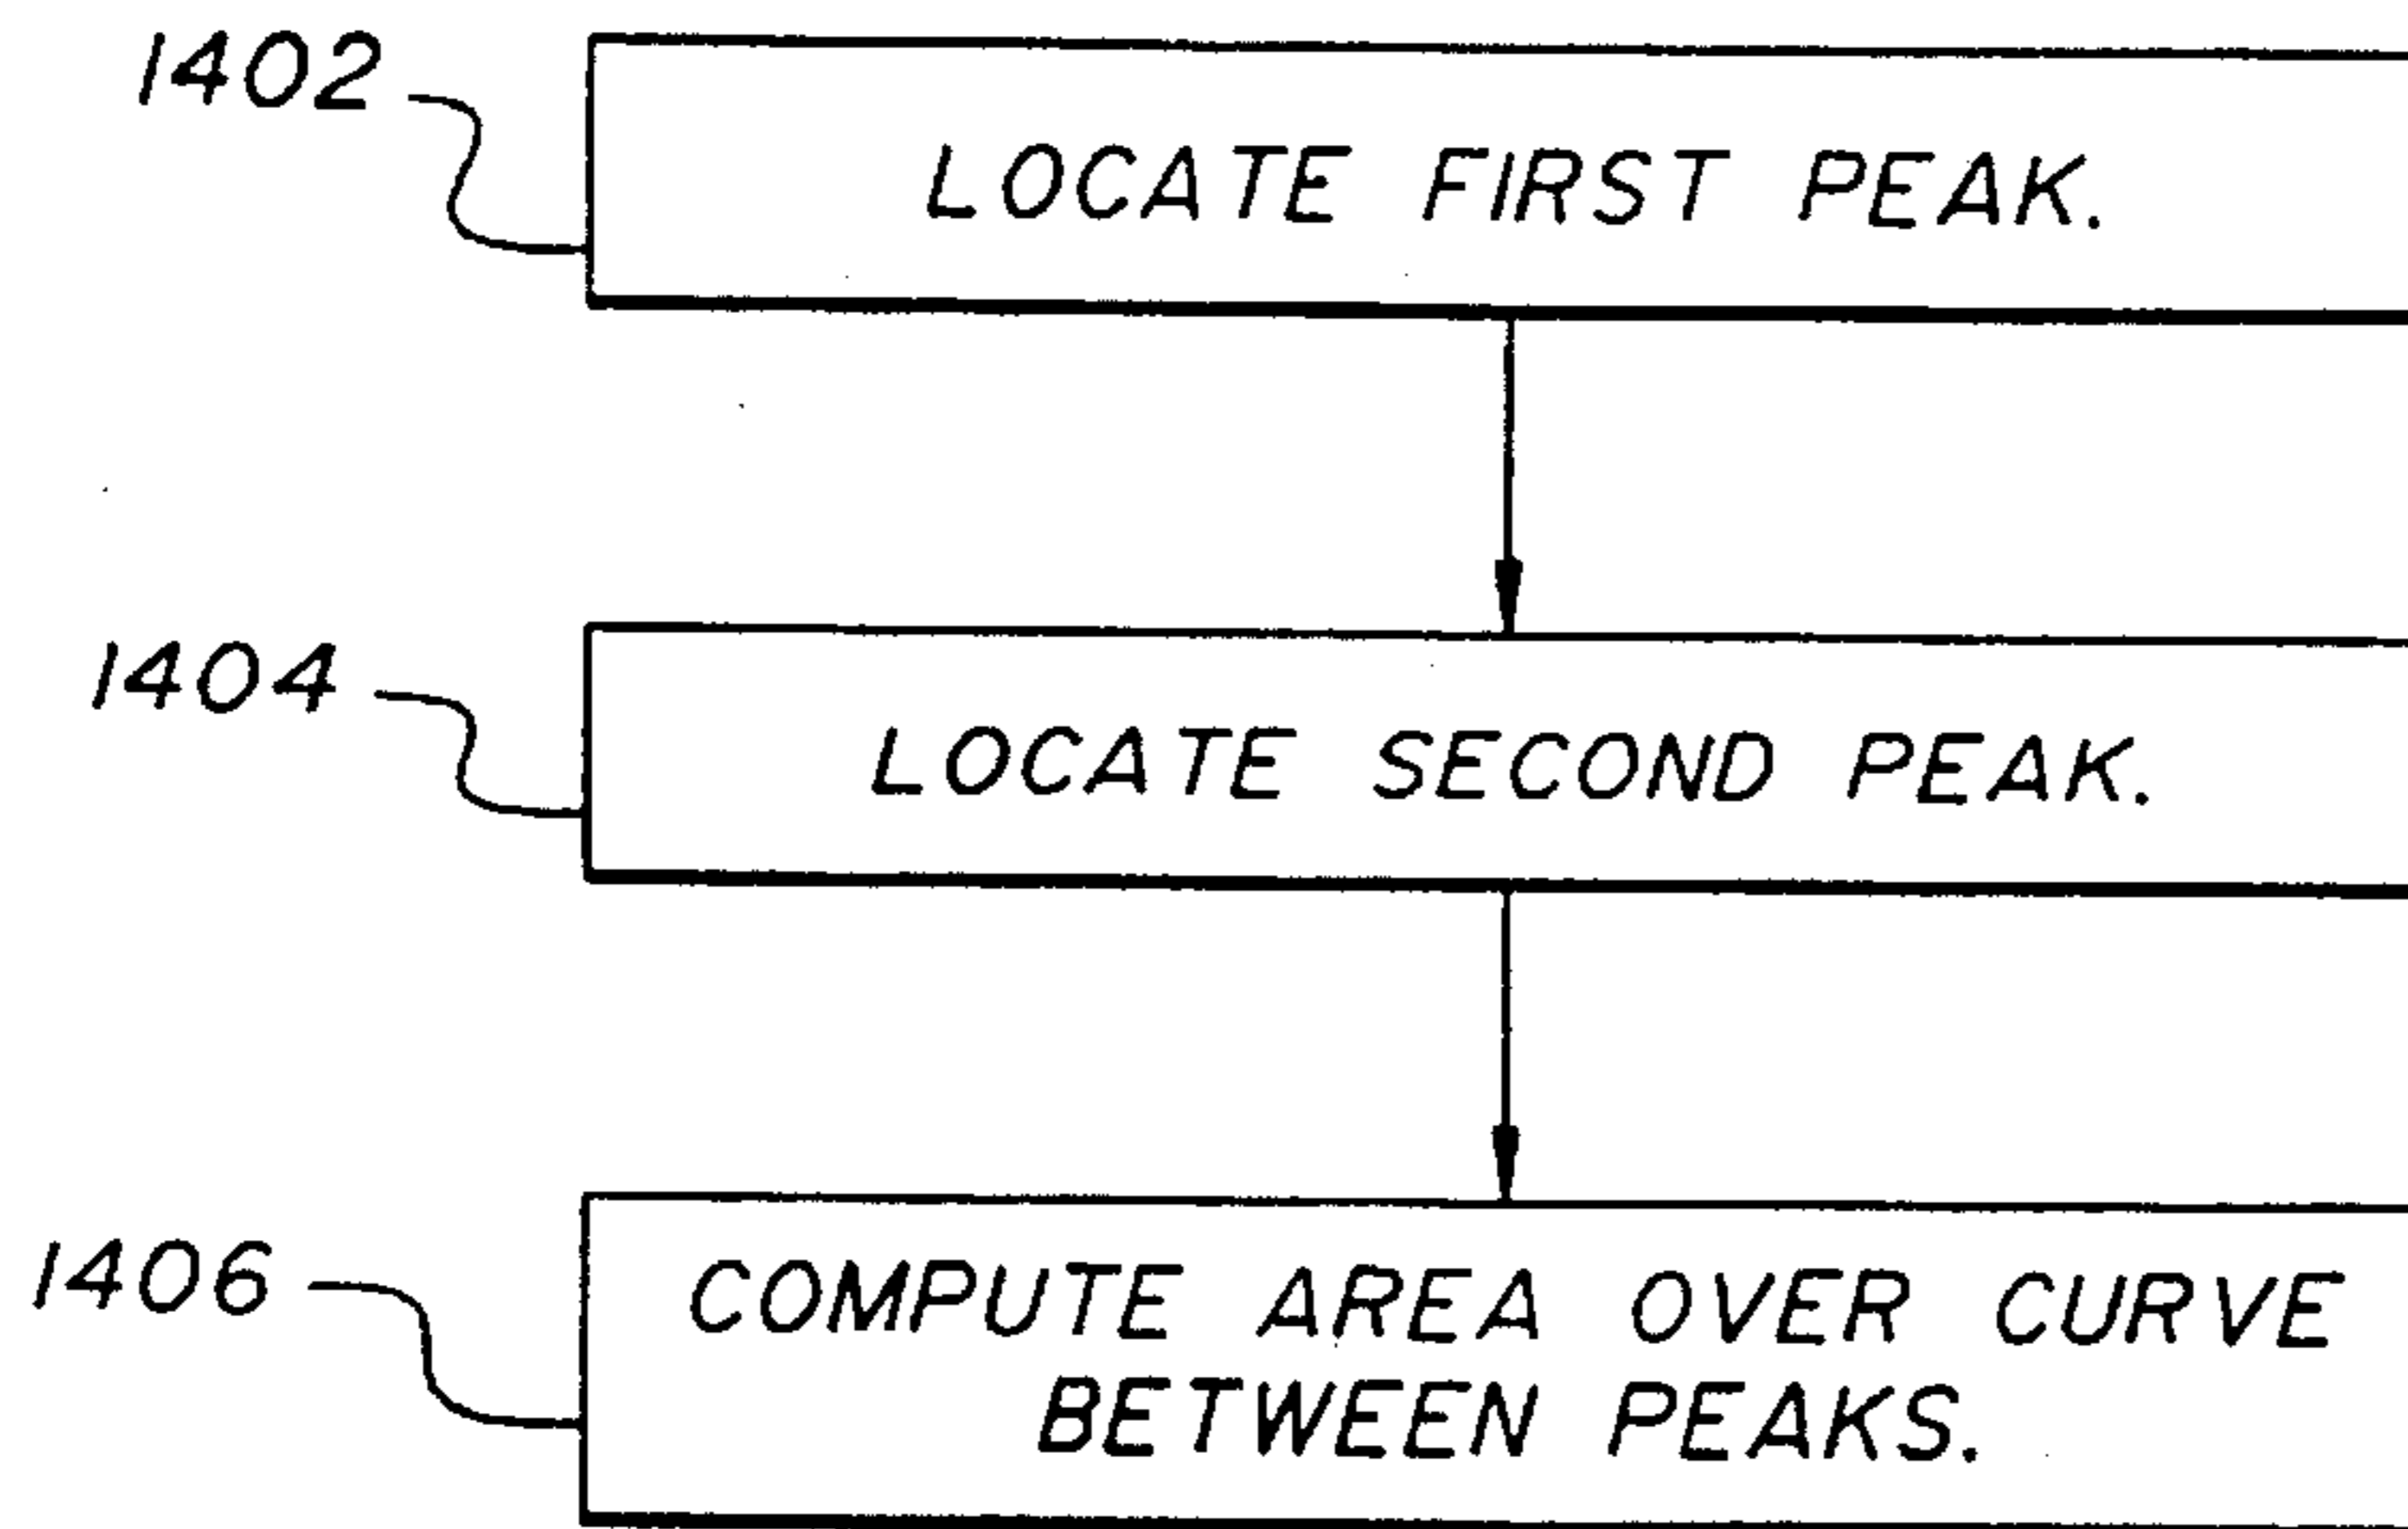 1402
LOCATE FIRST PEAK.
1404
LOCATE SECOND PEAK.
1406
COMPUTE AREA OVER CURVE
BETWEEN PEAKS.